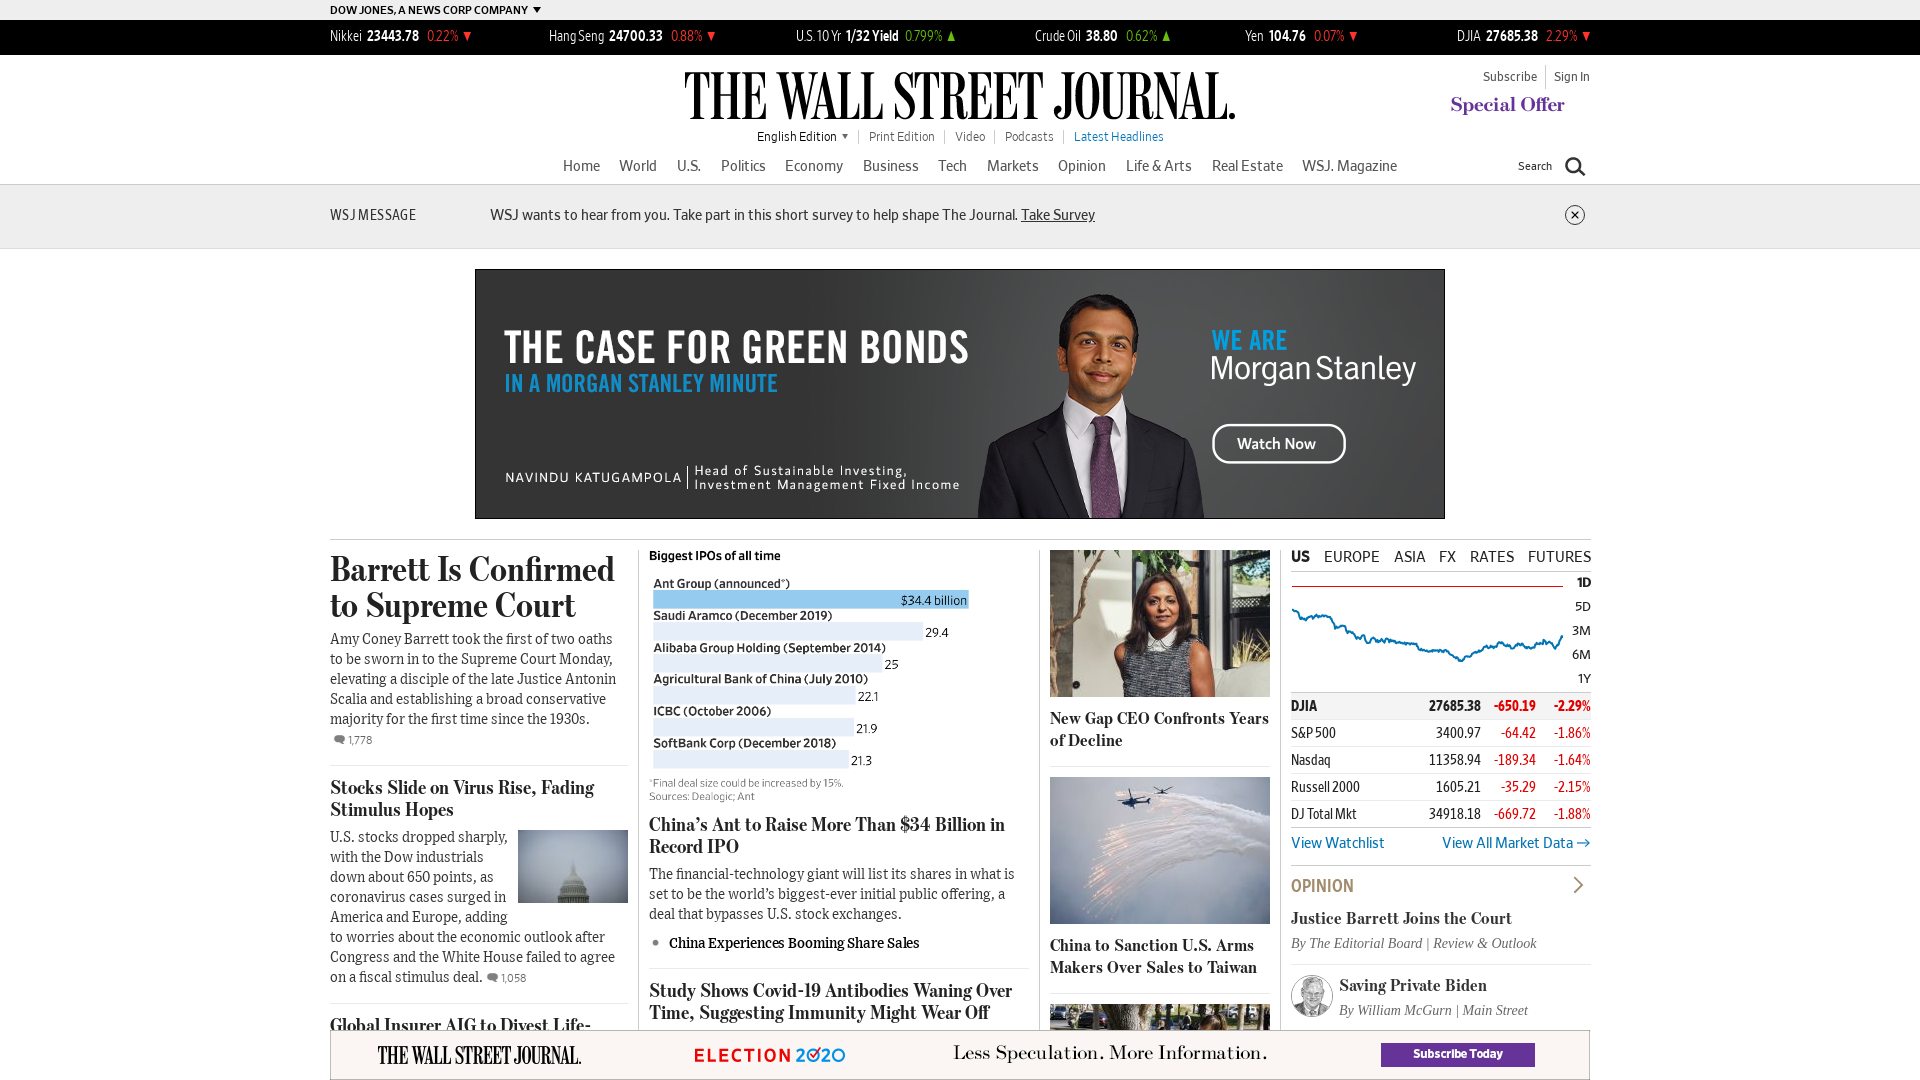 DOW JONES, A NEWS CORP COMPANY
Nikkei 23443.78 0.22% Hang Seng 24700.33 0.88% U.S. 10 Yr 1/32 Yield 0.799% Crude Oil 38.80 0.62% Yen 104.76 0.07% DJIA 27685.38 2.29%
THE WALL STREET JOURNAL.
Subscribe Sign In
Special Offer
English Edition Print Edition Video Podcasts Latest Headlines
Home World U.S. Politics Economy Business Tech Markets Opinion Life & Arts Real Estate WSJ. Magazine Search
WSJ MESSAGE WSJ wants to hear from you. Take part in this short survey to help shape The Journal. Take Survey
THE CASE FOR GREEN BONDS
IN A MORGAN STANLEY MINUTE
NAVINDU KATUGAMPOLA
Head of Sustainable Investing,
Investment Management Fixed Income
WE ARE
Morgan Stanley
Watch Now
Barrett Is Confirmed
to Supreme Court
Amy Coney Barrett took the first of two oaths
to be sworn in to the Supreme Court Monday,
elevating a disciple of the late Justice Antonin
Scalia and establishing a broad conservative
majority for the first time since the 1930s.
1,778
Stocks Slide on Virus Rise, Fading
Stimulus Hopes
U.S. stocks dropped sharply,
with the Dow industrials
down about 650 points, as
coronavirus cases surged in
America and Europe, adding
to worries about the economic outlook after
Congress and the White House failed to agree
on a fiscal stimulus deal. 1,058
Global Insurer AIG to Divest Life-
Biggest IPOs of all time
Ant Group (announced*)
$34.4 billion
Saudi Aramco (December 2019)
29.4
Alibaba Group Holding (September 2014)
25
Agricultural Bank of China (July 2010)
22.1
ICBC (October 2006)
21.9
SoftBank Corp (December 2018)
21.3
*Final deal size could be increased by 15%.
Sources: Dealogic; Ant
China’s Ant to Raise More Than $34 Billion in
Record IPO
The financial-technology giant will list its shares in what is
set to be the world’s biggest-ever initial public offering, a
deal that bypasses U.S. stock exchanges.
China Experiences Booming Share Sales
Study Shows Covid-19 Antibodies Waning Over
Time, Suggesting Immunity Might Wear Off
New Gap CEO Confronts Years
of Decline
China to Sanction U.S. Arms
Makers Over Sales to Taiwan
US EUROPE ASIA FX RATES FUTURES
1D
5D
3M
6M
1Y
DJIA 27685.38 -650.19 -2.29%
S&P 500 3400.97 -64.42 -1.86%
Nasdaq 11358.94 -189.34 -1.64%
Russell 2000 1605.21 -35.29 -2.15%
DJ Total Mkt 34918.18 -669.72 -1.88%
View Watchlist View All Market Data
OPINION
Justice Barrett Joins the Court
By The Editorial Board | Review & Outlook
Saving Private Biden
By William McGurn | Main Street
THE WALL STREET JOURNAL. ELECTION 2020 Less Speculation. More Information. Subscribe Today